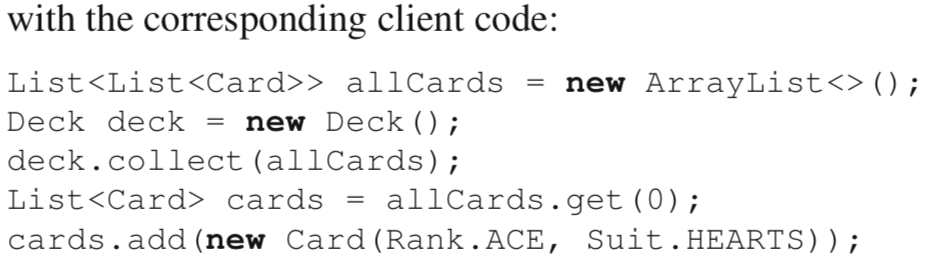 with the corresponding client code:
List<List<Card>> allCards = new ArrayList<>();
Deck deck = new Deck();
deck.collect(allCards);
List<Card> cards = allCards.get(0);
cards.add(new Card(Rank.ACE, Suit.HEARTS));